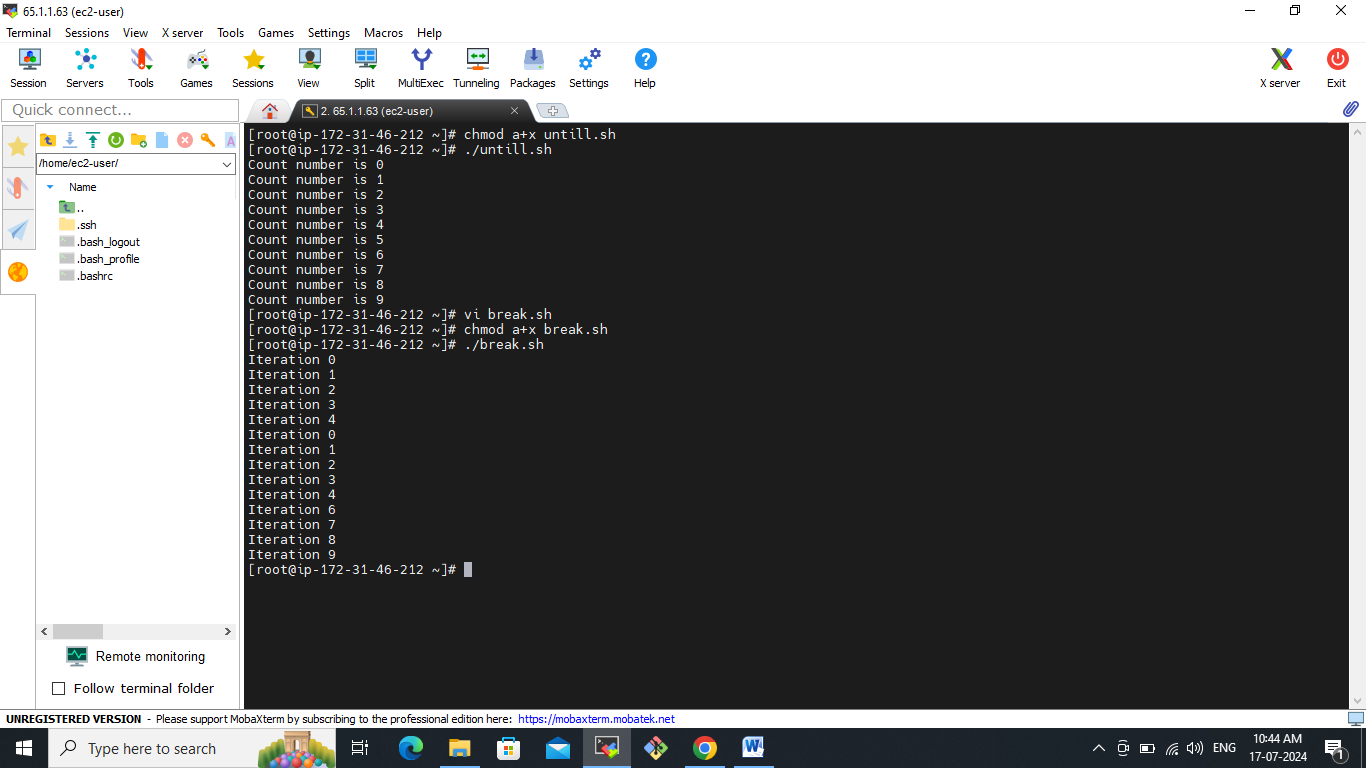 65.1.1.63 (ec2-user)
Terminal Sessions View X server Tools Games Settings Macros Help
Session Servers Tools Games Sessions View Split MultiExec Tunneling Packages Settings Help X server Exit
Quick connect...
2. 65.1.1.63 (ec2-user)
/home/ec2-user/
Name
..
.ssh
.bash_logout
.bash_profile
.bashrc
Remote monitoring
Follow terminal folder
[root@ip-172-31-46-212 ~]# chmod a+x untill.sh
[root@ip-172-31-46-212 ~]# ./untill.sh
Count number is 0
Count number is 1
Count number is 2
Count number is 3
Count number is 4
Count number is 5
Count number is 6
Count number is 7
Count number is 8
Count number is 9
[root@ip-172-31-46-212 ~]# vi break.sh
[root@ip-172-31-46-212 ~]# chmod a+x break.sh
[root@ip-172-31-46-212 ~]# ./break.sh
Iteration 0
Iteration 1
Iteration 2
Iteration 3
Iteration 4
Iteration 0
Iteration 1
Iteration 2
Iteration 3
Iteration 4
Iteration 6
Iteration 7
Iteration 8
Iteration 9
[root@ip-172-31-46-212 ~]#
UNREGISTERED VERSION - Please support MobaXterm by subscribing to the professional edition here: https://mobaxterm.mobatek.net
Type here to search
ENG
10:44 AM
17-07-2024
1